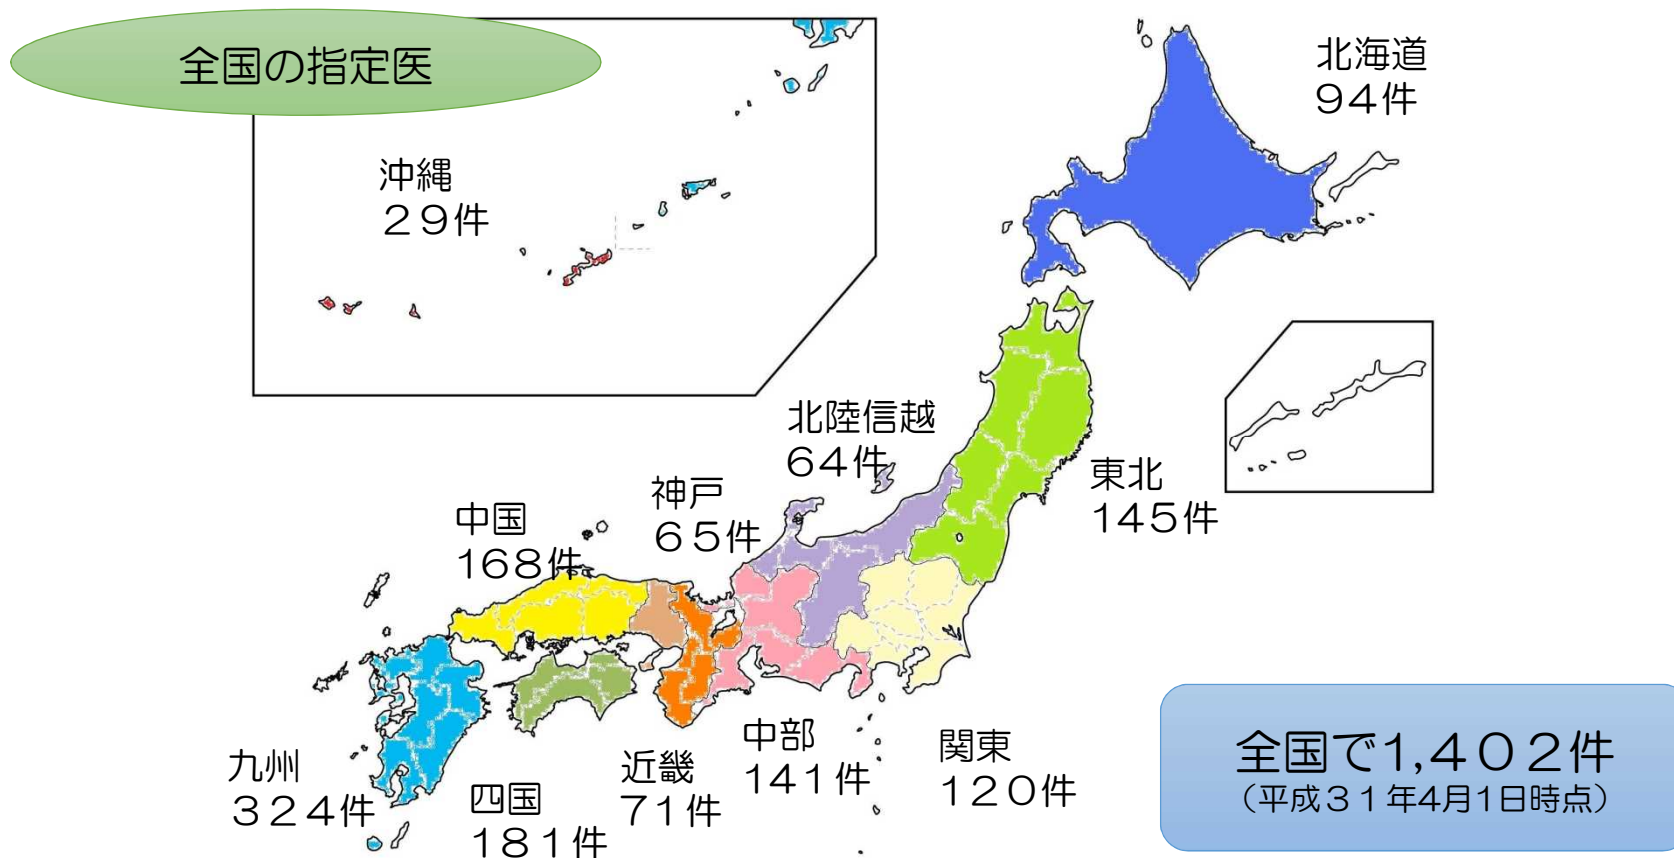 全国の指定医
北海道
94件
沖縄
29件
北陸信越
64件
東北
145件
神戸
65件
中国
168件
九州
324件
四国
181件
近畿
71件
中部
141件
関東
120件
全国で1,402件
（平成31年4月1日時点）